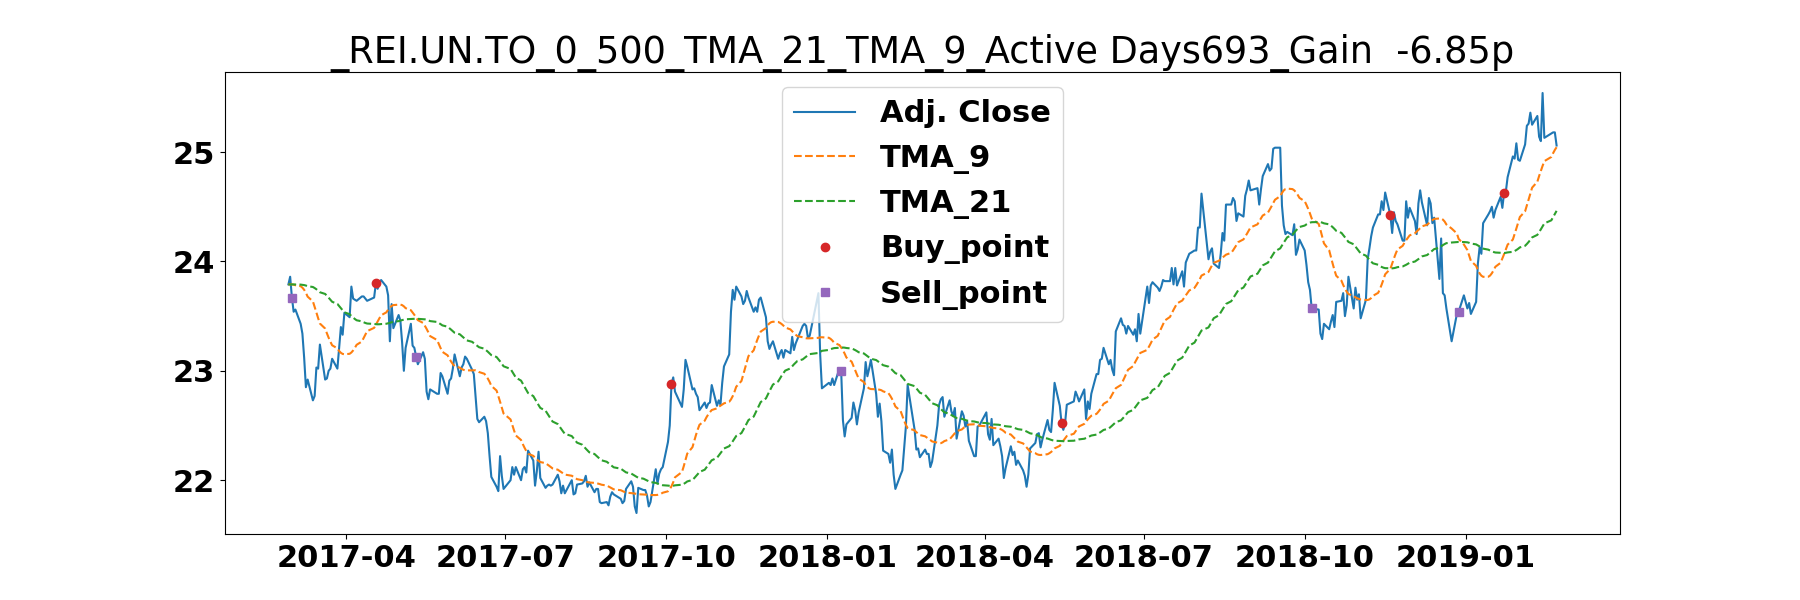 _REI.UN.TO_0_500_TMA_21_TMA_9_Active Days693_Gain  -6.85p
Adj. Close
TMA_9
TMA_21
Buy_point
Sell_point
25
24
23
22
2017-04 2017-07 2017-10 2018-01 2018-04 2018-07 2018-10 2019-01